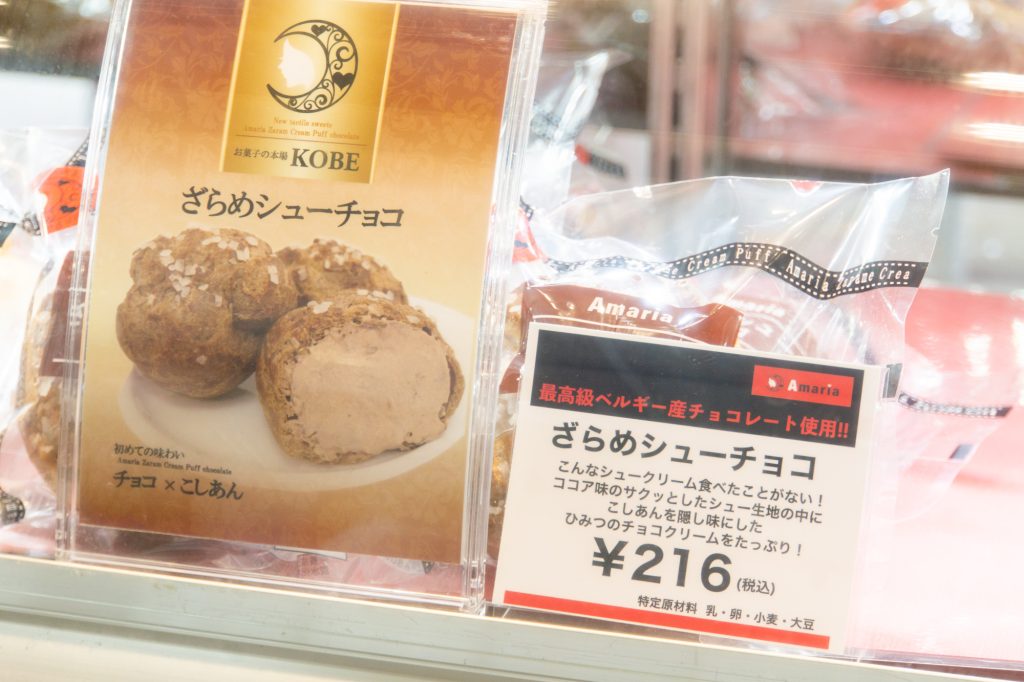 New tactile sweets
Amaria Zaram Cream Puff chocolate
お菓子の本場 KOBE
ざらめシューチョコ
初めての味わい
Amaria Zaram Cream Puff chocolate
チョコ×こしあん
Cream Puff Amaria Zarame Crea
Amaria
Amaria
最高級ベルギー産チョコレート使用!!
ざらめシューチョコ
こんなシュークリーム食べたことがない！
ココア味のサクッとしたシュー生地の中に
こしあんを隠し味にした
ひみつのチョコクリームをたっぷり！
¥216(税込)
特定原材料 乳・卵・小麦・大豆